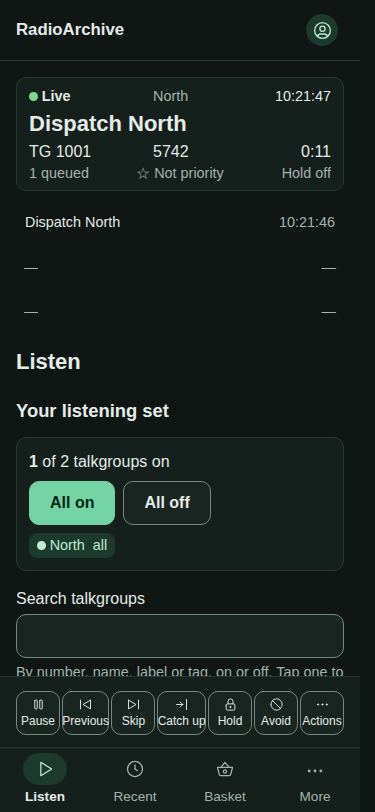 RadioArchive
Live North 10:21:47
Dispatch North
TG 1001 5742 0:11
1 queued ☆ Not priority Hold off
Dispatch North 10:21:46
— —
— —
Listen
Your listening set
1 of 2 talkgroups on
All on All off
North all
Search talkgroups
By number, name, label or tag, on or off. Tap one to
Pause Previous Skip Catch up Hold Avoid Actions
Listen Recent Basket More